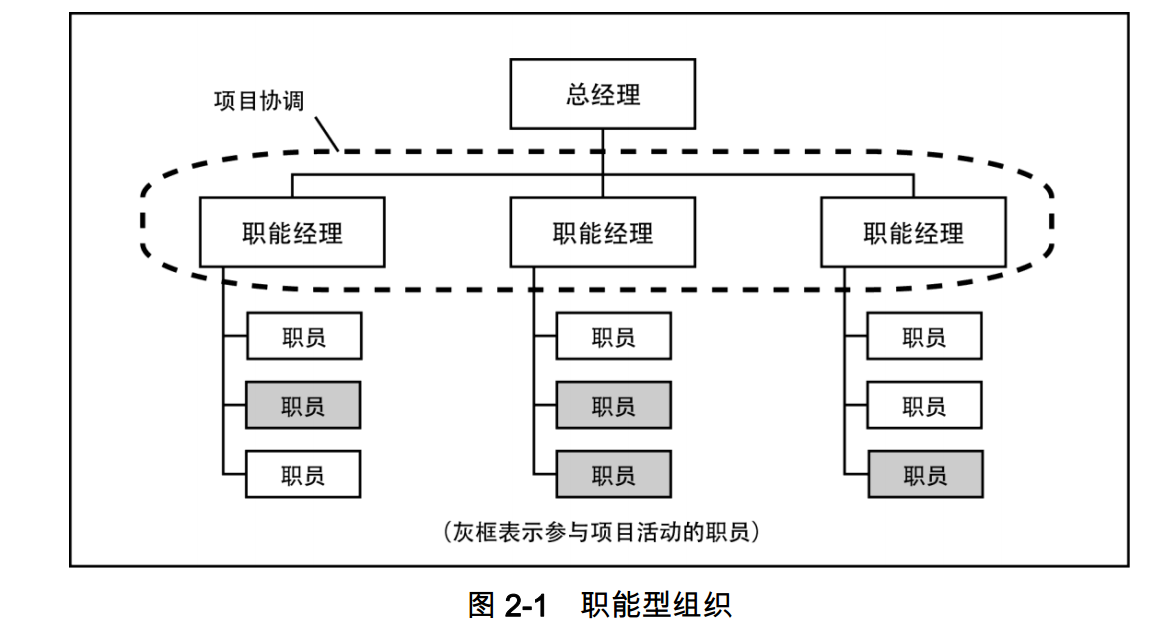 总经理
项目协调
职能经理 职能经理 职能经理
职员 职员 职员
职员 职员 职员
职员 职员 职员
（灰框表示参与项目活动的职员）
图 2-1 职能型组织